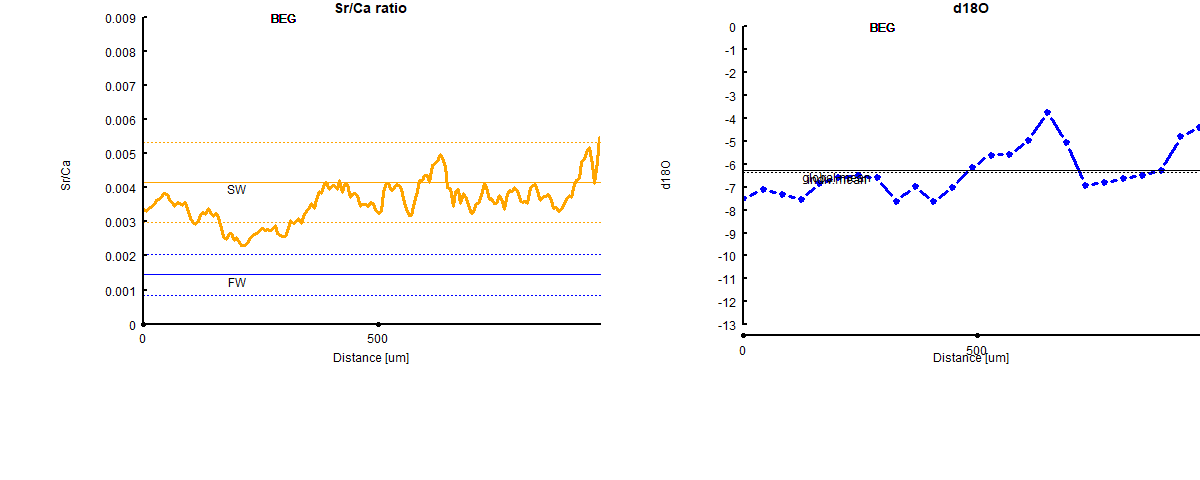 Sr/Ca ratio
BEG
0.009
0.008
0.007
0.006
0.005
0.004
0.003
0.002
0.001
0
Sr/Ca
SW
FW
0
500
Distance [um]
d18O
BEG
0
-1
-2
-3
-4
-5
-6
-7
-8
-9
-10
-11
-12
-13
d18O
0
500
Distance [um]